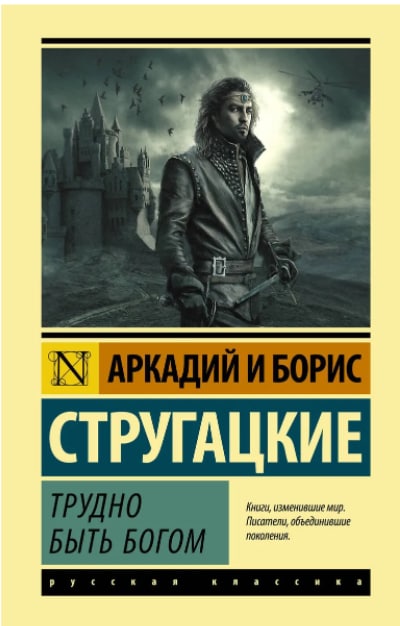 N
АРКАДИЙ И БОРИС
СТРУГАЦКИЕ
ТРУДНО
БЫТЬ БОГОМ
Книги, изменившие мир.
Писатели, объединившие
поколения.
русская классика